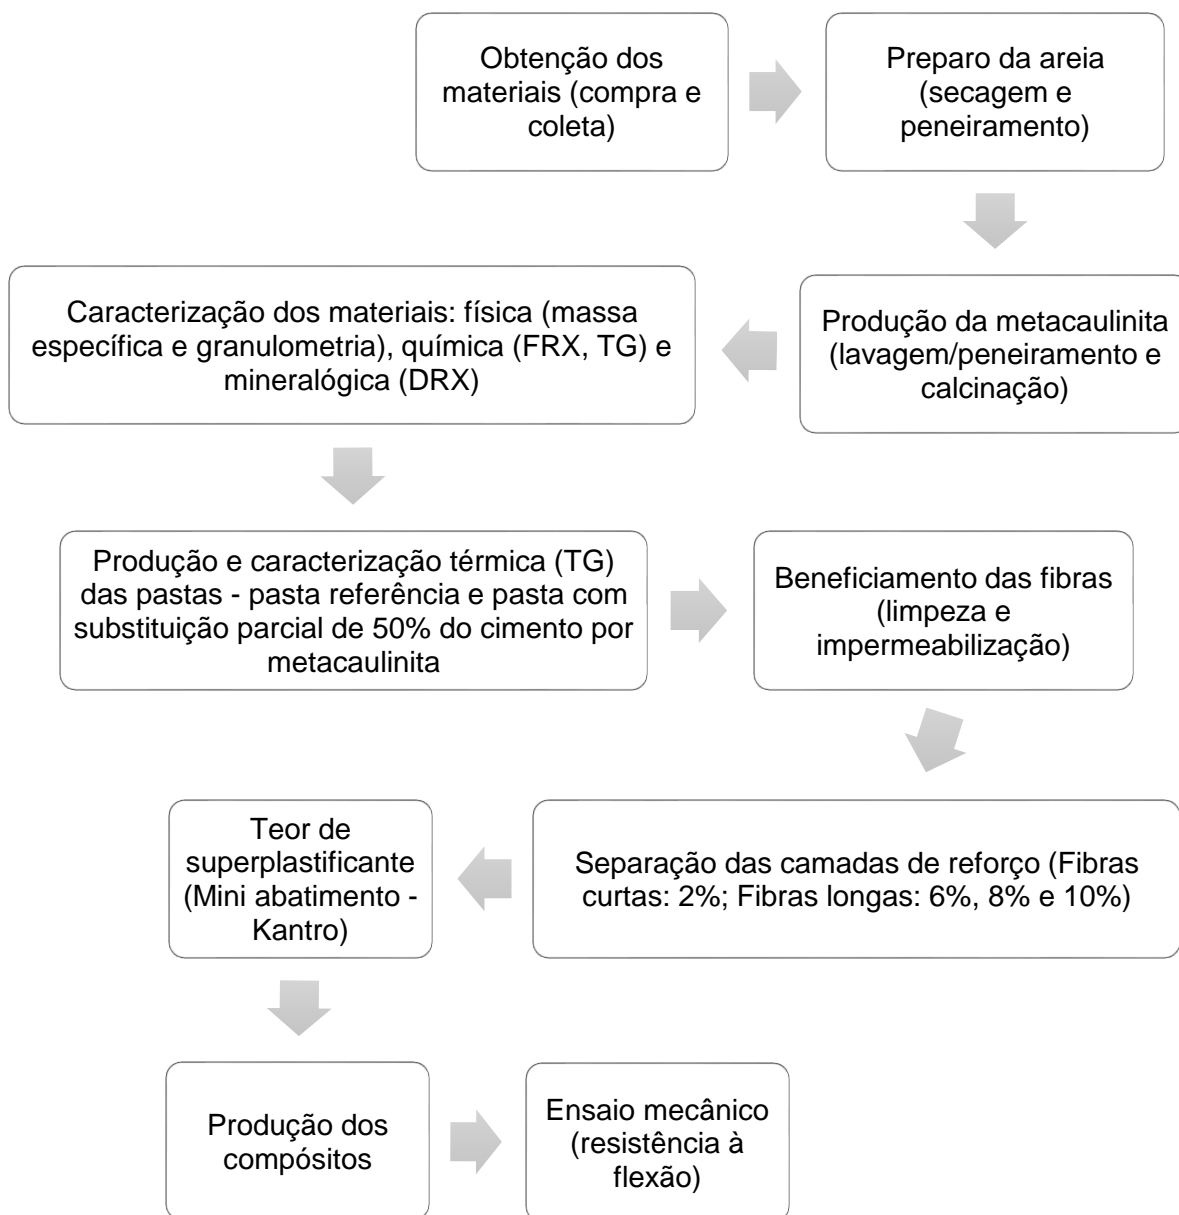 Obtenção dos
materiais (compra e
coleta)
Preparo da areia
(secagem e
peneiramento)
Produção da metacaulinita
(lavagem/peneiramento e
calcinação)
Caracterização dos materiais: física (massa
específica e granulometria), química (FRX, TG) e
mineralógica (DRX)
Produção e caracterização térmica (TG)
das pastas - pasta referência e pasta com
substituição parcial de 50% do cimento por
metacaulinita
Beneficiamento das fibras
(limpeza e
impermeabilização)
Separação das camadas de reforço (Fibras
curtas: 2%; Fibras longas: 6%, 8% e 10%)
Teor de
superplastificante
(Mini abatimento -
Kantro)
Produção dos
compósitos
Ensaio mecânico
(resistência à
flexão)